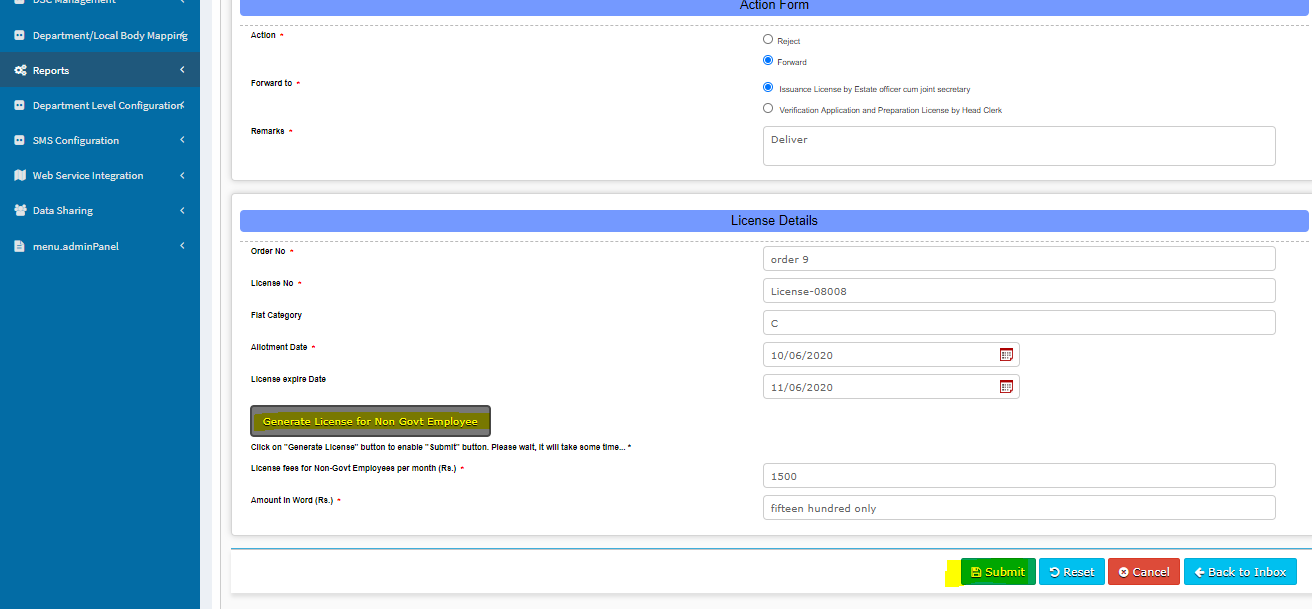 DSC Management
Department/Local Body Mapping
Reports
Department Level Configuration
SMS Configuration
Web Service Integration
Data Sharing
menu.adminPanel
Action Form
Action *
Reject
Forward
Forward to *
Issuance License by Estate officer cum joint secretary
Verification Application and Preparation License by Head Clerk
Remarks *
Deliver
License Details
Order No *
order 9
License No *
License-08008
Flat Category
C
Allotment Date *
10/06/2020
License expire Date
11/06/2020
Generate License for Non Govt Employee
Click on "Generate License" button to enable "Submit" button. Please wait, it will take some time... *
License fees for Non-Govt Employees per month (Rs.) *
1500
Amount in Word (Rs.) *
fifteen hundred only
Submit Reset Cancel Back to Inbox